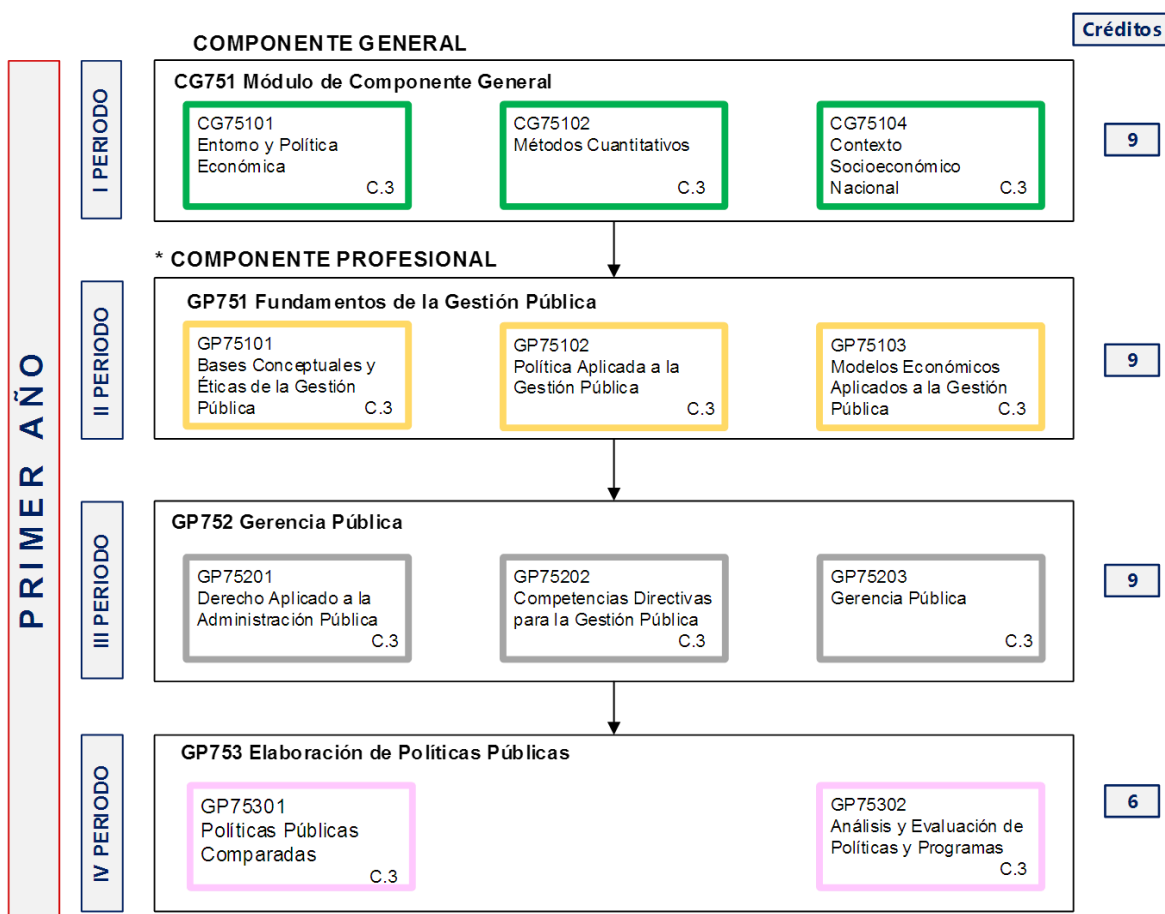 COMPONENTE GENERAL
Créditos
PRIMER AÑO
I PERIODO
CG751 Módulo de Componente General
CG75101
Entorno y Política
Económica
C.3
CG75102
Métodos Cuantitativos
C.3
CG75104
Contexto
Socioeconómico
Nacional C.3
9
* COMPONENTE PROFESIONAL
II PERIODO
GP751 Fundamentos de la Gestión Pública
GP75101
Bases Conceptuales y
Éticas de la Gestión
Pública C.3
GP75102
Política Aplicada a la
Gestión Pública
C.3
GP75103
Modelos Económicos
Aplicados a la Gestión
Pública C.3
9
III PERIODO
GP752 Gerencia Pública
GP75201
Derecho Aplicado a la
Administración Pública
C.3
GP75202
Competencias Directivas
para la Gestión Pública
C.3
GP75203
Gerencia Pública
C.3
9
IV PERIODO
GP753 Elaboración de Políticas Públicas
GP75301
Políticas Públicas
Comparadas
C.3
GP75302
Análisis y Evaluación de
Políticas y Programas
C.3
6